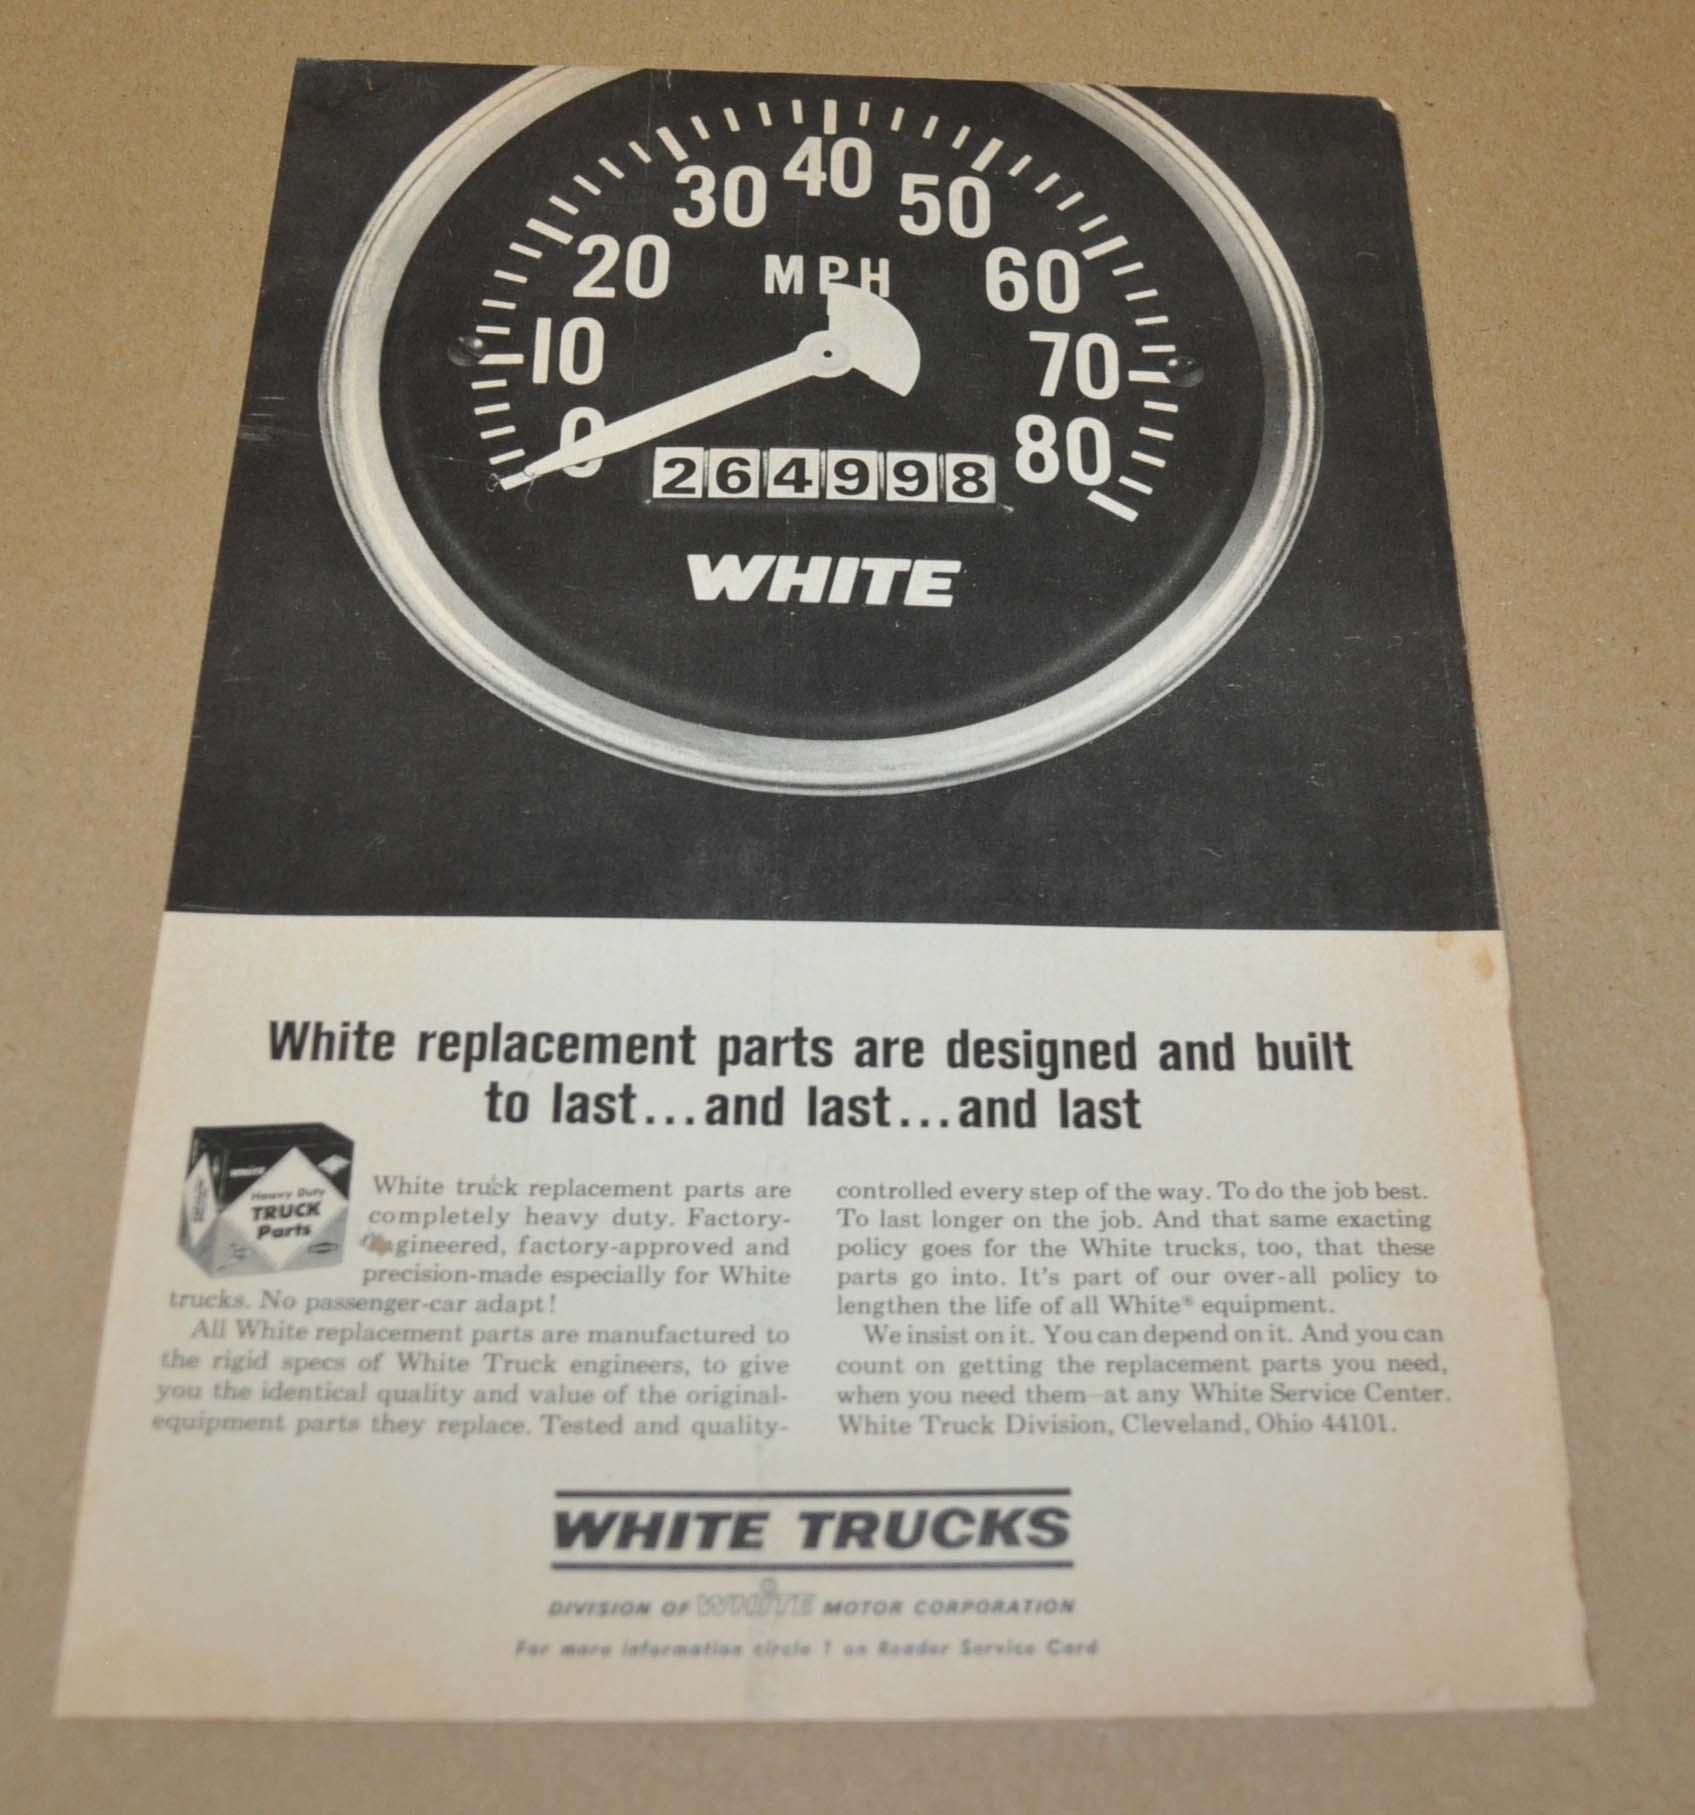 40
30 50
20 MPH 60
10 70
0 80
264998
WHITE
White replacement parts are designed and built
to last...and last...and last
WHITE
Heavy Duty
TRUCK
Parts
White truck replacement parts are
completely heavy duty. Factory-
engineered, factory-approved and
precision-made especially for White
trucks. No passenger-car adapt!
All White replacement parts are manufactured to
the rigid specs of White Truck engineers, to give
you the identical quality and value of the original-
equipment parts they replace. Tested and quality-
controlled every step of the way. To do the job best.
To last longer on the job. And that same exacting
policy goes for the White trucks, too, that these
parts go into. It's part of our over-all policy to
lengthen the life of all White® equipment.
We insist on it. You can depend on it. And you can
count on getting the replacement parts you need,
when you need them—at any White Service Center.
White Truck Division, Cleveland, Ohio 44101.
WHITE TRUCKS
DIVISION OF WHITE MOTOR CORPORATION
For more information circle 1 on Reader Service Card